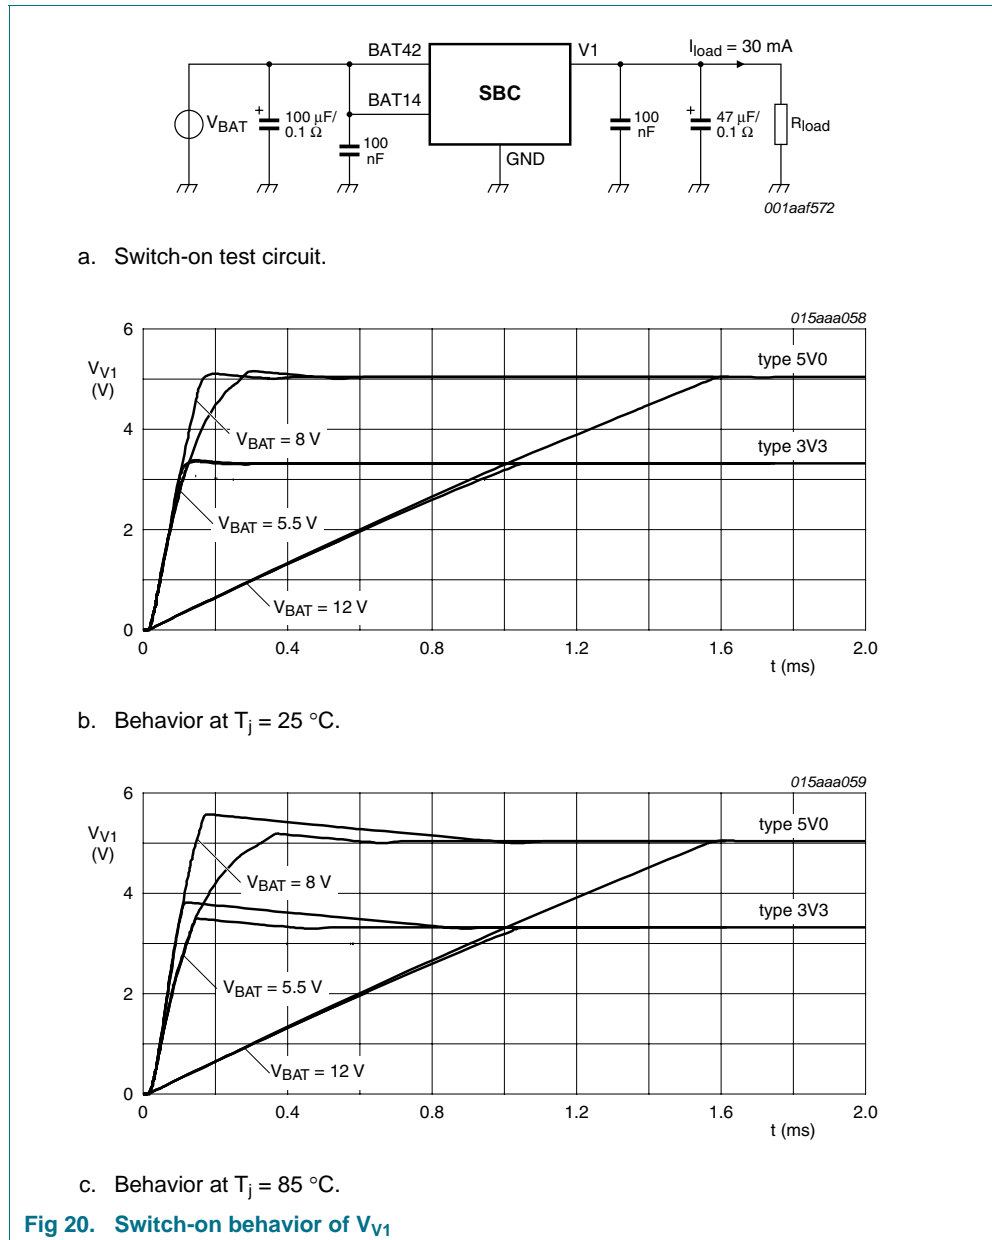 BAT42
V1
I_load = 30 mA
SBC
BAT14
V_BAT
+
100 μF/
0.1 Ω
100
nF
GND
100
nF
+
47 μF/
0.1 Ω
R_load
001aaf572
a. Switch-on test circuit.
015aaa058
6
V_V1
(V)
type 5V0
4
V_BAT = 8 V
type 3V3
V_BAT = 5.5 V
2
V_BAT = 12 V
0
0 0.4 0.8 1.2 1.6 2.0
t (ms)
b. Behavior at T_j = 25 °C.
015aaa059
6
V_V1
(V)
type 5V0
4
V_BAT = 8 V
type 3V3
V_BAT = 5.5 V
2
V_BAT = 12 V
0
0 0.4 0.8 1.2 1.6 2.0
t (ms)
c. Behavior at T_j = 85 °C.
Fig 20. Switch-on behavior of V_V1